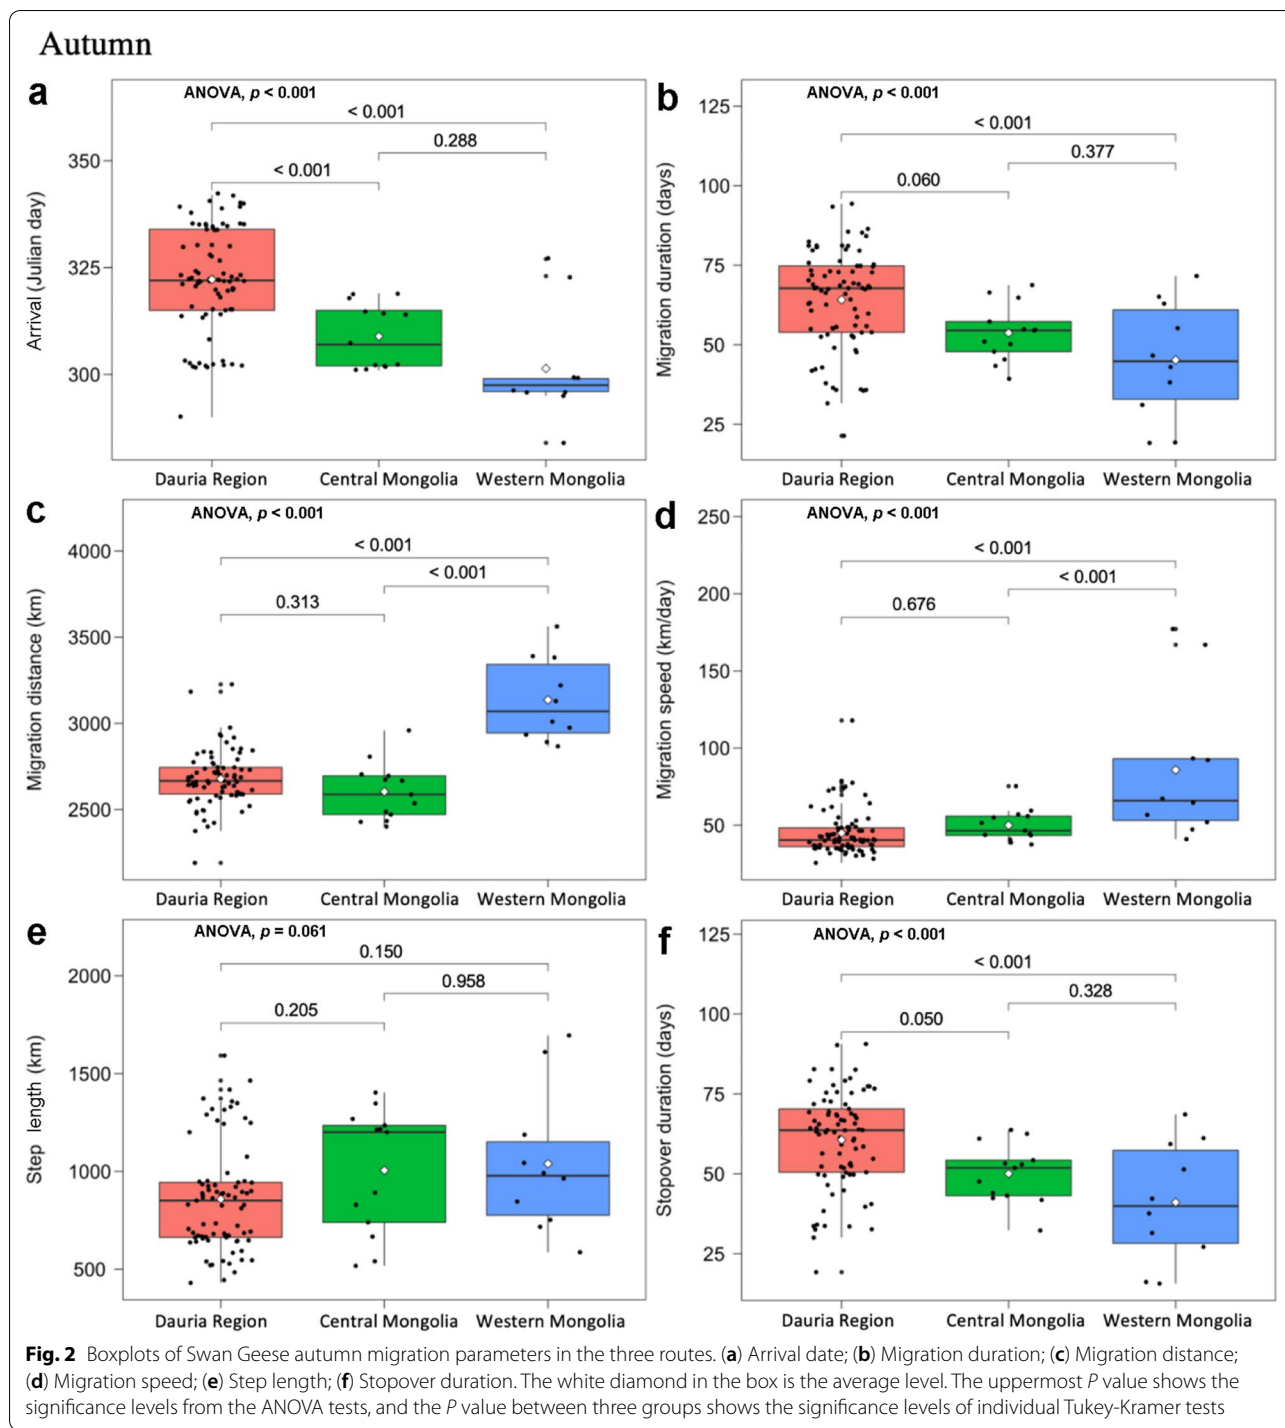 Autumn
a
ANOVA, p < 0.001
< 0.001
0.288
< 0.001
350
325
300
Arrival (Julian day)
Dauria Region
Central Mongolia
Western Mongolia
b
ANOVA, p < 0.001
< 0.001
0.377
0.060
125
100
75
50
25
Migration duration (days)
Dauria Region
Central Mongolia
Western Mongolia
c
ANOVA, p < 0.001
< 0.001
< 0.001
0.313
4000
3500
3000
2500
Migration distance (km)
Dauria Region
Central Mongolia
Western Mongolia
d
ANOVA, p < 0.001
< 0.001
< 0.001
0.676
250
200
150
100
50
Migration speed (km/day)
Dauria Region
Central Mongolia
Western Mongolia
e
ANOVA, p = 0.061
0.150
0.958
0.205
2000
1500
1000
500
Step length (km)
Dauria Region
Central Mongolia
Western Mongolia
f
ANOVA, p < 0.001
< 0.001
0.328
0.050
125
100
75
50
25
Stopover duration (days)
Dauria Region
Central Mongolia
Western Mongolia
Fig. 2 Boxplots of Swan Geese autumn migration parameters in the three routes. (a) Arrival date; (b) Migration duration; (c) Migration distance;
(d) Migration speed; (e) Step length; (f) Stopover duration. The white diamond in the box is the average level. The uppermost P value shows the
significance levels from the ANOVA tests, and the P value between three groups shows the significance levels of individual Tukey-Kramer tests